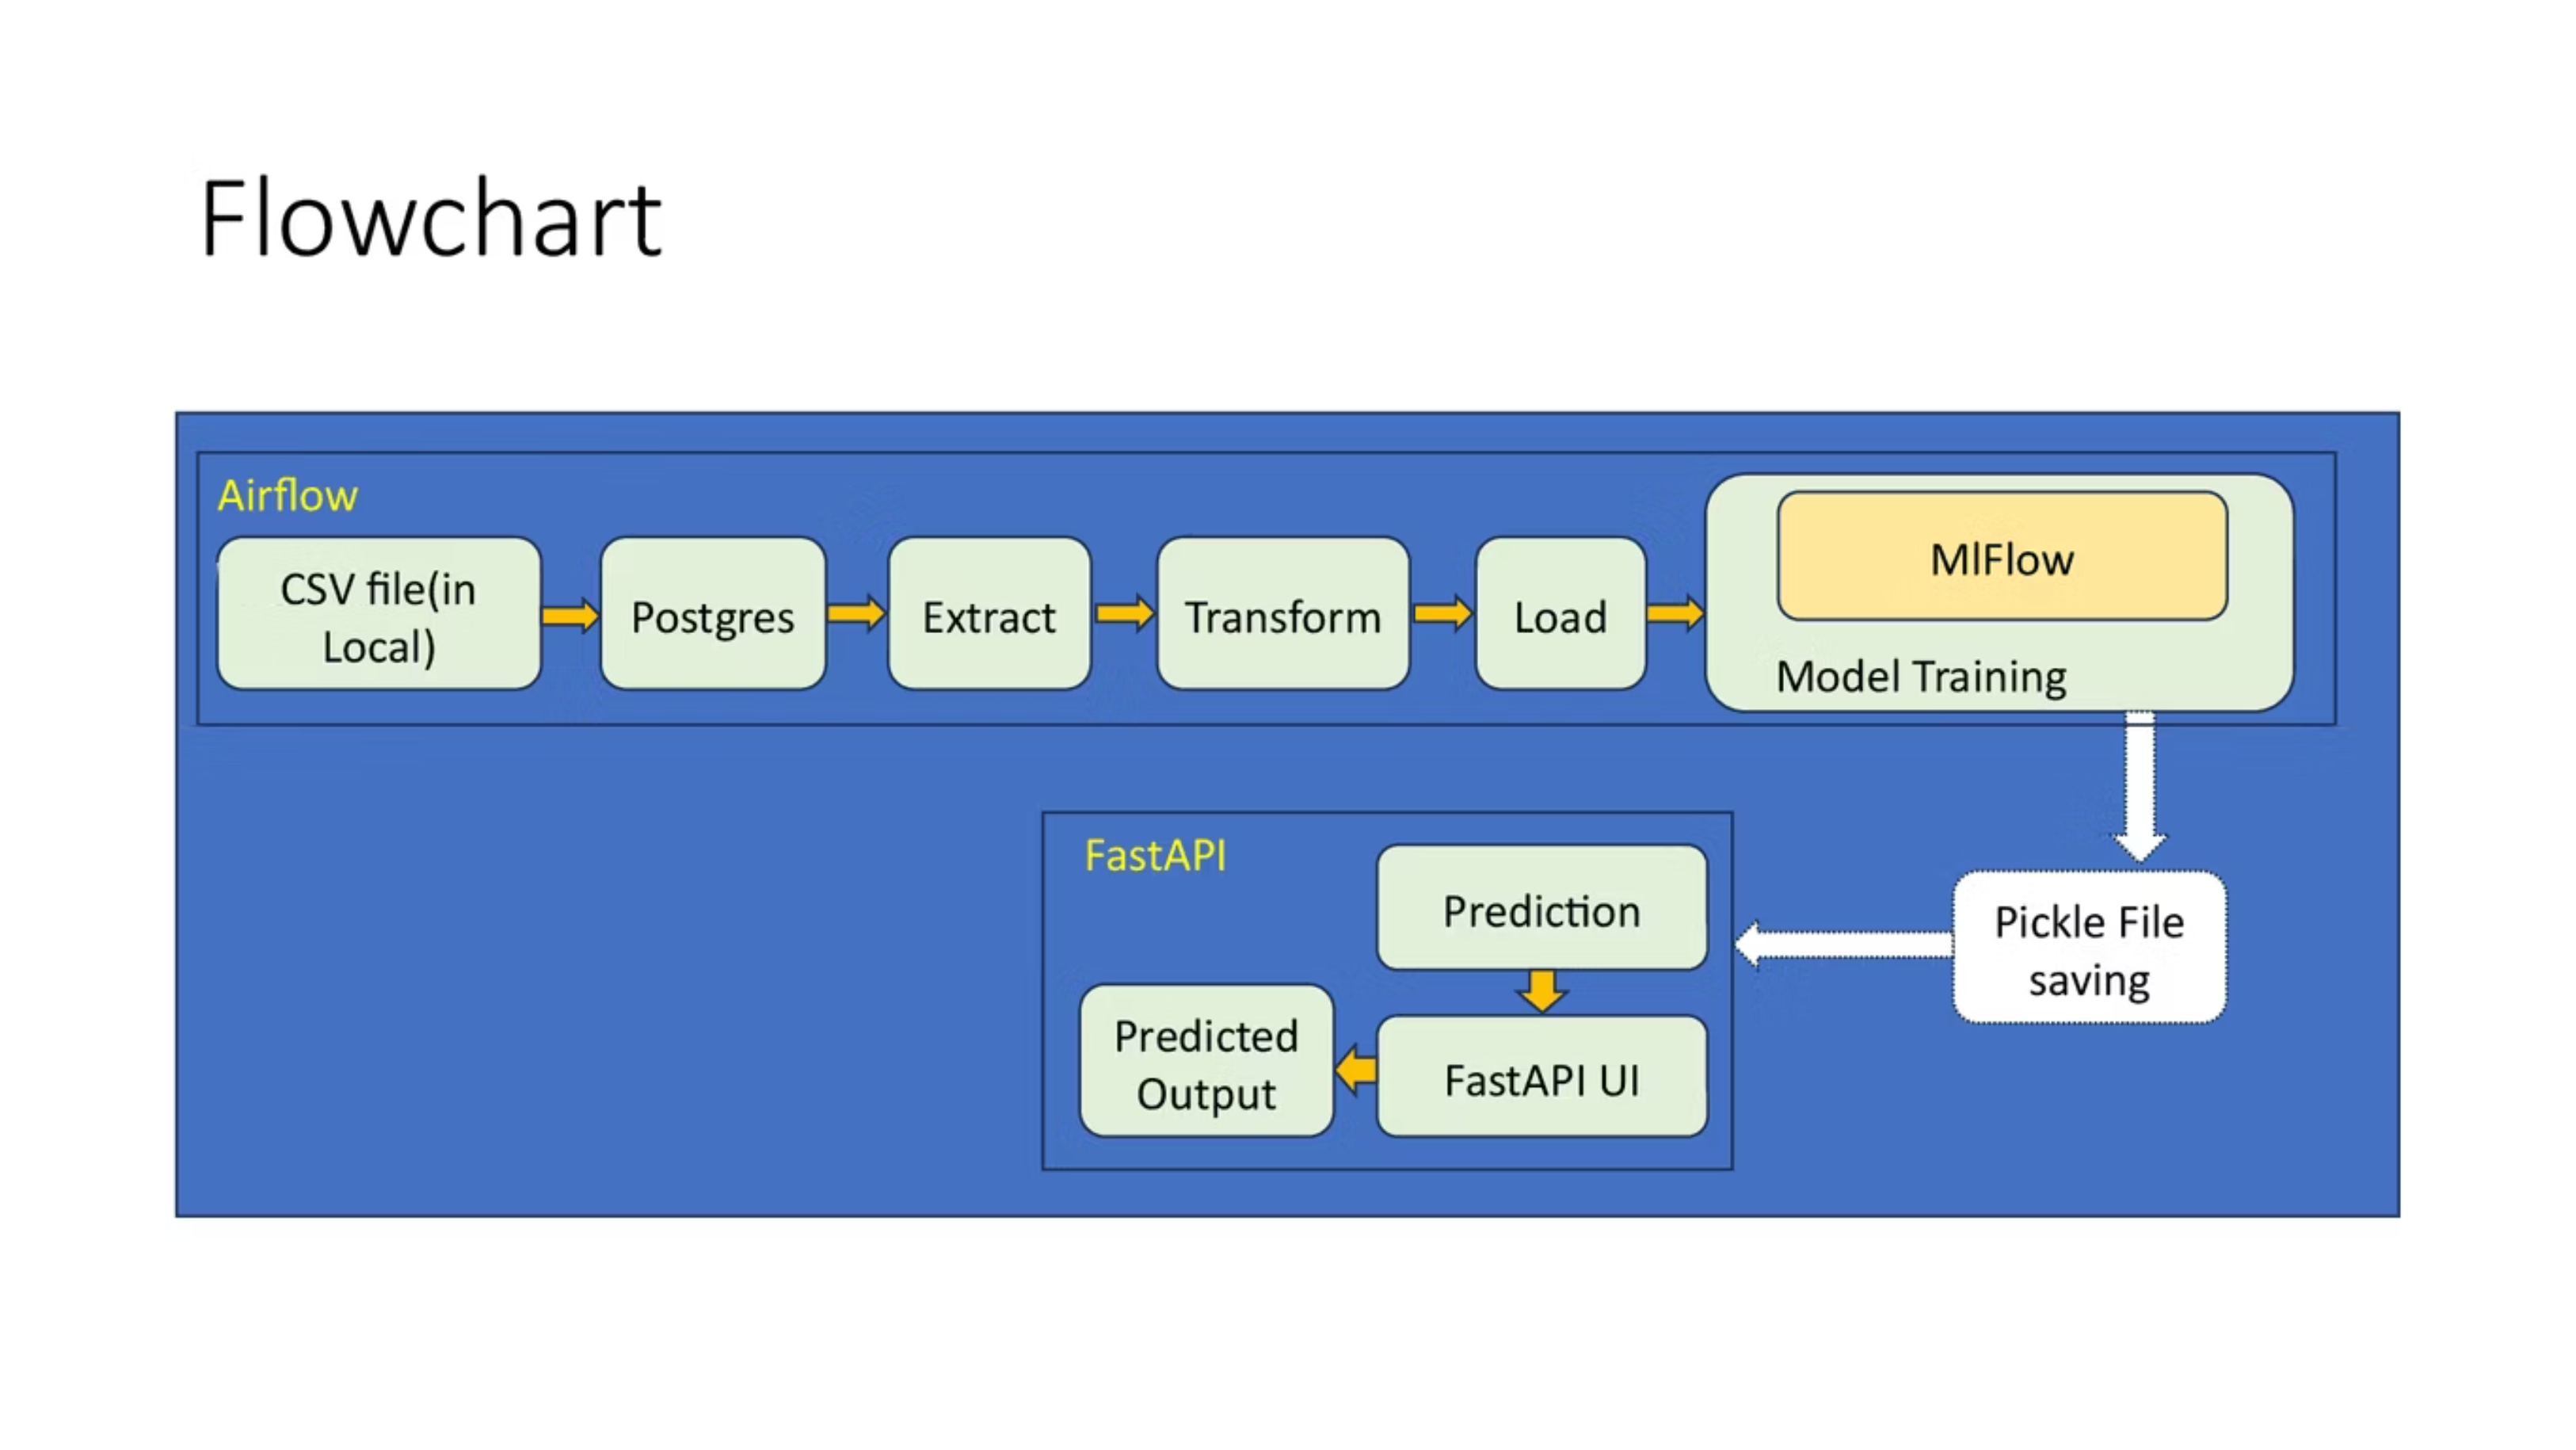 Flowchart
Airflow
CSV file(in
Local)
Postgres
Extract
Transform
Load
MlFlow
Model Training
FastAPI
Prediction
Pickle File
saving
Predicted
Output
FastAPI UI